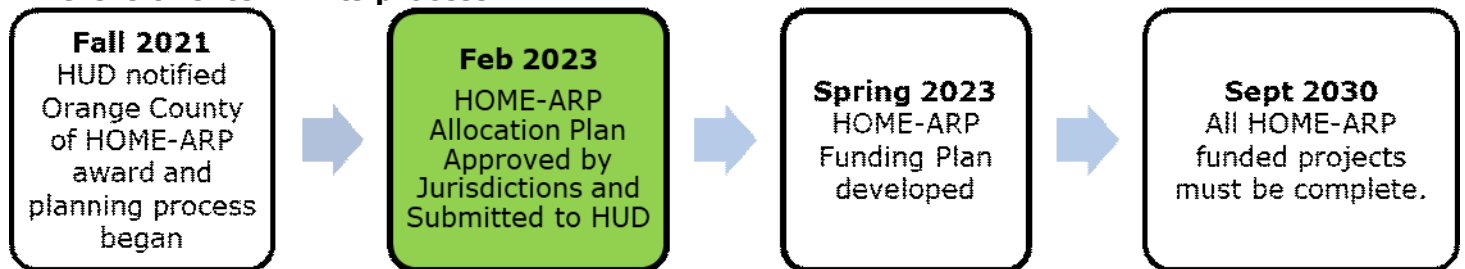 Fall 2021
HUD notified
Orange County
of HOME-ARP
award and
planning process
began
Feb 2023
HOME-ARP
Allocation Plan
Approved by
Jurisdictions and
Submitted to HUD
Spring 2023
HOME-ARP
Funding Plan
developed
Sept 2030
All HOME-ARP
funded projects
must be complete.